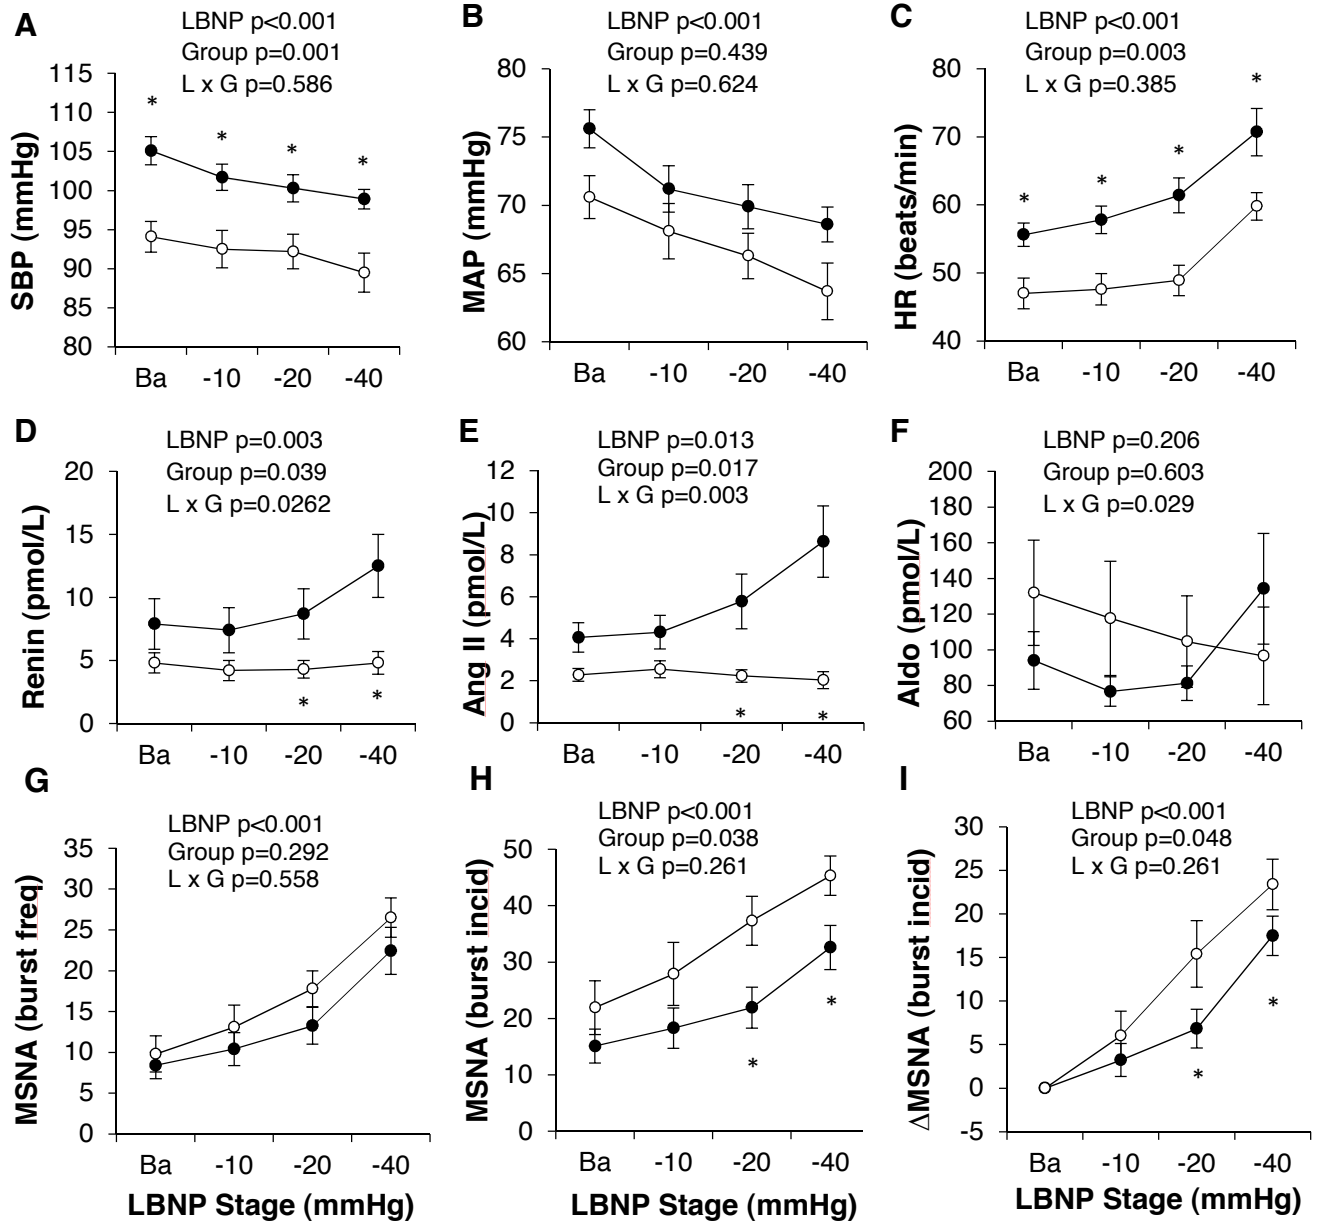 A
LBNP p<0.001
Group p=0.001
L x G p=0.586
SBP (mmHg)
115
110
105
100
95
90
85
80
* * * *
Ba -10 -20 -40
B
LBNP p<0.001
Group p=0.439
L x G p=0.624
MAP (mmHg)
80
75
70
65
60
Ba -10 -20 -40
C
LBNP p<0.001
Group p=0.003
L x G p=0.385
HR (beats/min)
80
70
60
50
40
* * * *
Ba -10 -20 -40
D
LBNP p=0.003
Group p=0.039
L x G p=0.0262
Renin (pmol/L)
20
15
10
5
0
* *
Ba -10 -20 -40
E
LBNP p=0.013
Group p=0.017
L x G p=0.003
Ang II (pmol/L)
12
10
8
6
4
2
0
* *
Ba -10 -20 -40
F
LBNP p=0.206
Group p=0.603
L x G p=0.029
Aldo (pmol/L)
200
180
160
140
120
100
80
60
Ba -10 -20 -40
G
LBNP p<0.001
Group p=0.292
L x G p=0.558
MSNA (burst freq)
35
30
25
20
15
10
5
0
Ba -10 -20 -40
LBNP Stage (mmHg)
H
LBNP p<0.001
Group p=0.038
L x G p=0.261
MSNA (burst incid)
50
40
30
20
10
0
* *
Ba -10 -20 -40
LBNP Stage (mmHg)
I
LBNP p<0.001
Group p=0.048
L x G p=0.261
ΔMSNA (burst incid)
30
25
20
15
10
5
0
-5
* *
Ba -10 -20 -40
LBNP Stage (mmHg)